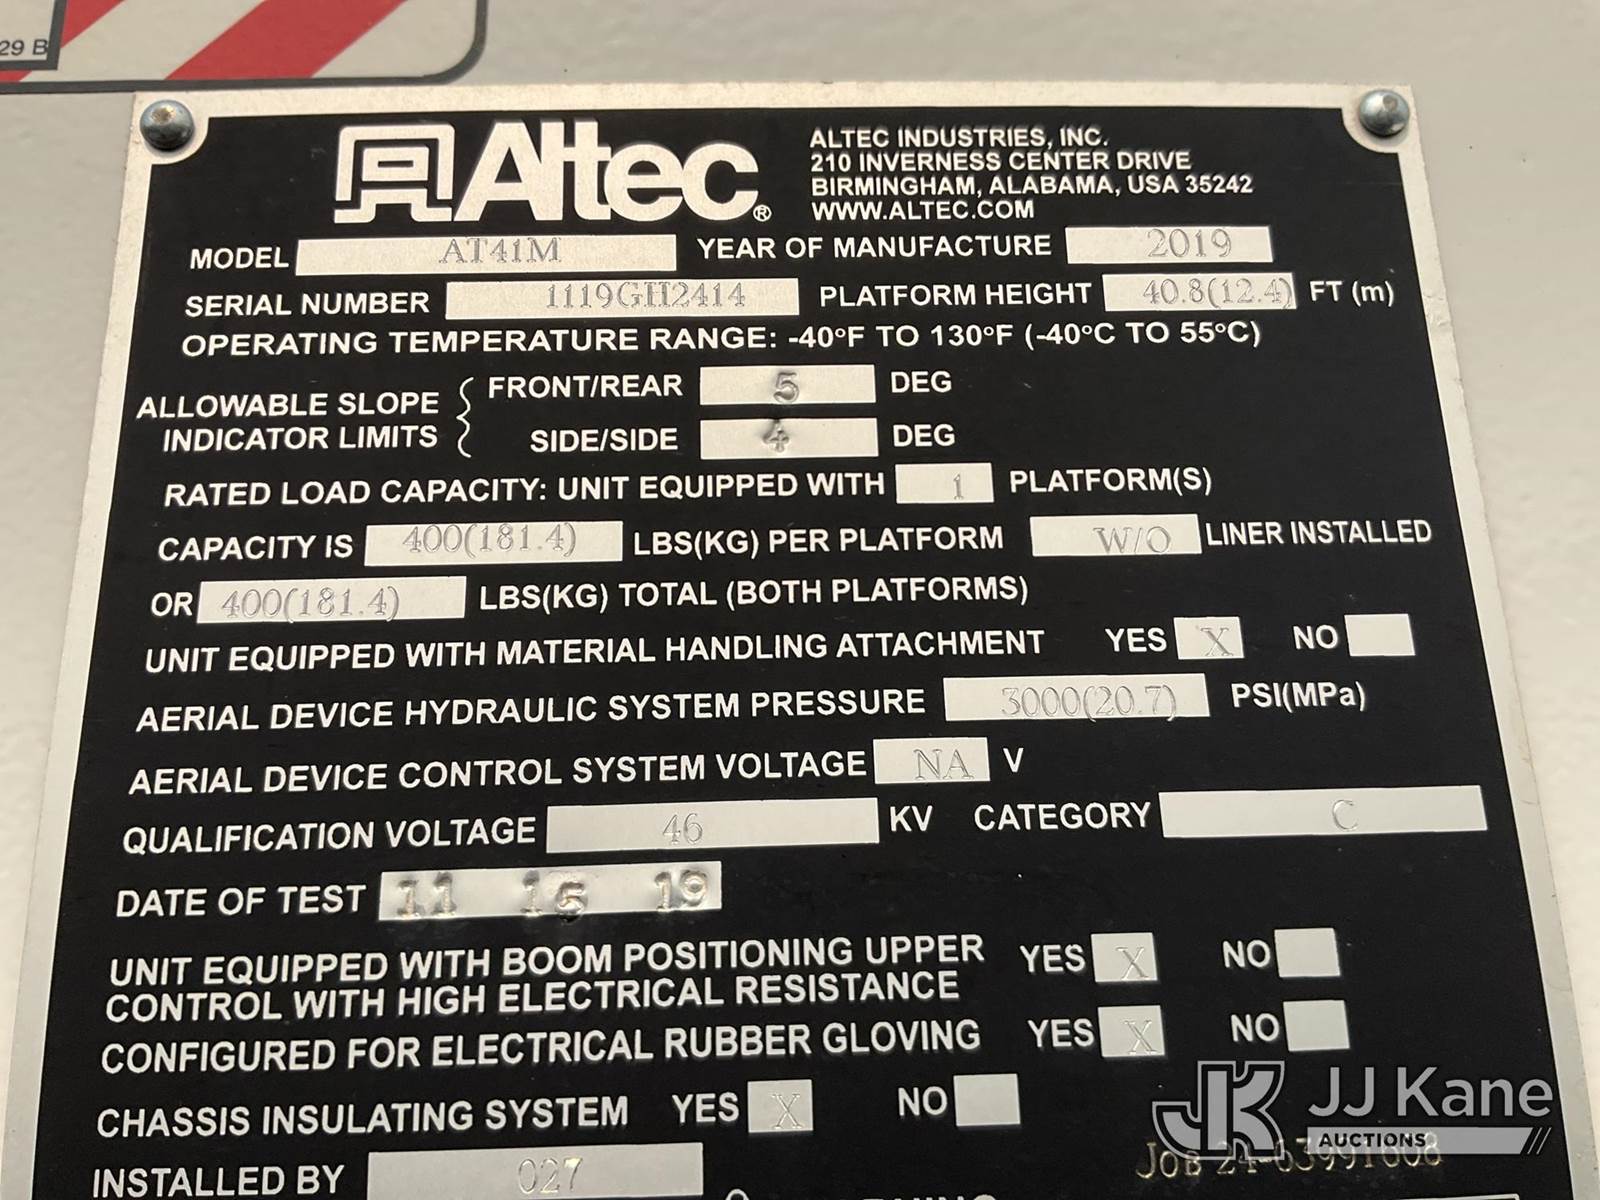 29 B
Altec®
ALTEC INDUSTRIES, INC.
210 INVERNESS CENTER DRIVE
BIRMINGHAM, ALABAMA, USA 35242
WWW.ALTEC.COM
MODEL AT41M YEAR OF MANUFACTURE 2019
SERIAL NUMBER 1119GH2414 PLATFORM HEIGHT 40.8(12.4) FT (m)
OPERATING TEMPERATURE RANGE: -40°F TO 130°F (-40°C TO 55°C)
ALLOWABLE SLOPE
INDICATOR LIMITS
FRONT/REAR 5 DEG
SIDE/SIDE 4 DEG
RATED LOAD CAPACITY: UNIT EQUIPPED WITH 1 PLATFORM(S)
CAPACITY IS 400(181.4) LBS(KG) PER PLATFORM W/O LINER INSTALLED
OR 400(181.4) LBS(KG) TOTAL (BOTH PLATFORMS)
UNIT EQUIPPED WITH MATERIAL HANDLING ATTACHMENT YES X NO
AERIAL DEVICE HYDRAULIC SYSTEM PRESSURE 3000(20.7) PSI(MPa)
AERIAL DEVICE CONTROL SYSTEM VOLTAGE NA V
QUALIFICATION VOLTAGE 46 KV CATEGORY C
DATE OF TEST 11 15 19
UNIT EQUIPPED WITH BOOM POSITIONING UPPER
CONTROL WITH HIGH ELECTRICAL RESISTANCE YES X NO
CONFIGURED FOR ELECTRICAL RUBBER GLOVING YES X NO
CHASSIS INSULATING SYSTEM YES X NO
INSTALLED BY 027
JJ Kane
AUCTIONS